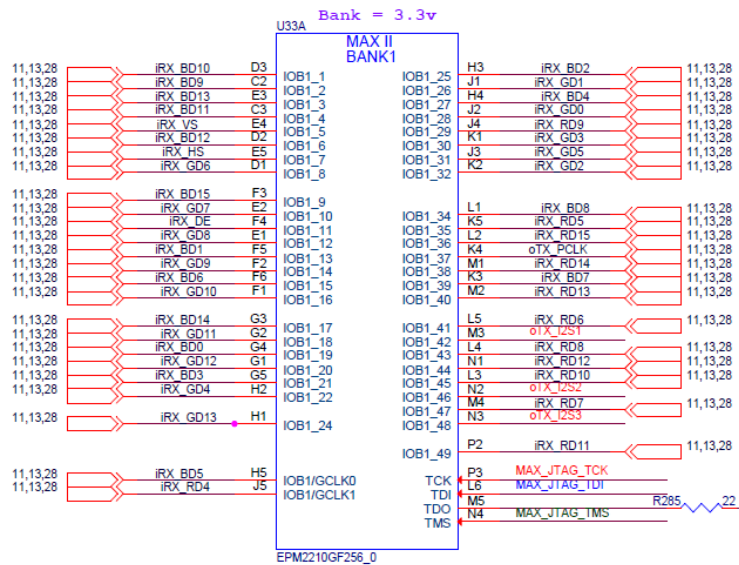 Bank = 3.3v
U33A
MAX II
BANK1
11,13,28 iRX_BD10 D3 IOB1_1
11,13,28 iRX_BD9 C2 IOB1_2
11,13,28 iRX_BD13 E3 IOB1_3
11,13,28 iRX_BD11 C3 IOB1_4
11,13,28 iRX_VS E4 IOB1_5
11,13,28 iRX_BD12 D2 IOB1_6
11,13,28 iRX_HS E5 IOB1_7
11,13,28 iRX_GD6 D1 IOB1_8
11,13,28 iRX_BD15 F3 IOB1_9
11,13,28 iRX_GD7 E2 IOB1_10
11,13,28 iRX_DE F4 IOB1_11
11,13,28 iRX_GD8 E1 IOB1_12
11,13,28 iRX_BD1 F5 IOB1_13
11,13,28 iRX_GD9 F2 IOB1_14
11,13,28 iRX_BD6 F6 IOB1_15
11,13,28 iRX_GD10 F1 IOB1_16
11,13,28 iRX_BD14 G3 IOB1_17
11,13,28 iRX_GD11 G2 IOB1_18
11,13,28 iRX_BD0 G4 IOB1_19
11,13,28 iRX_GD12 G1 IOB1_20
11,13,28 iRX_BD3 G5 IOB1_21
11,13,28 iRX_GD4 H2 IOB1_22
11,13,28 iRX_GD13 H1 IOB1_24
11,13,28 iRX_BD5 H5 IOB1/GCLK0
11,13,28 iRX_RD4 J5 IOB1/GCLK1
IOB1_25 H3 iRX_BD2 11,13,28
IOB1_26 J1 iRX_GD1 11,13,28
IOB1_27 H4 iRX_BD4 11,13,28
IOB1_28 J2 iRX_GD0 11,13,28
IOB1_29 J4 iRX_RD9 11,13,28
IOB1_30 K1 iRX_GD3 11,13,28
IOB1_31 J3 iRX_GD5 11,13,28
IOB1_32 K2 iRX_GD2 11,13,28
IOB1_34 L1 iRX_BD8 11,13,28
IOB1_35 K5 iRX_RD5 11,13,28
IOB1_36 L2 iRX_RD15 11,13,28
IOB1_37 K4 oTX_PCLK 11,13,28
IOB1_38 M1 iRX_RD14 11,13,28
IOB1_39 K3 iRX_BD7 11,13,28
IOB1_40 M2 iRX_RD13 11,13,28
IOB1_41 L5 iRX_RD6 11,13,28
IOB1_42 M3 oTX_I2S1
IOB1_43 L4 iRX_RD8 11,13,28
IOB1_44 N1 iRX_RD12 11,13,28
IOB1_45 L3 iRX_RD10 11,13,28
IOB1_46 N2 oTX_I2S2
IOB1_47 M4 iRX_RD7 11,13,28
IOB1_48 N3 oTX_I2S3
IOB1_49 P2 iRX_RD11 11,13,28
TCK P3 MAX_JTAG_TCK
TDI L6 MAX_JTAG_TDI
TDO M5 R285 22
TMS N4 MAX_JTAG_TMS
EPM2210GF256_0